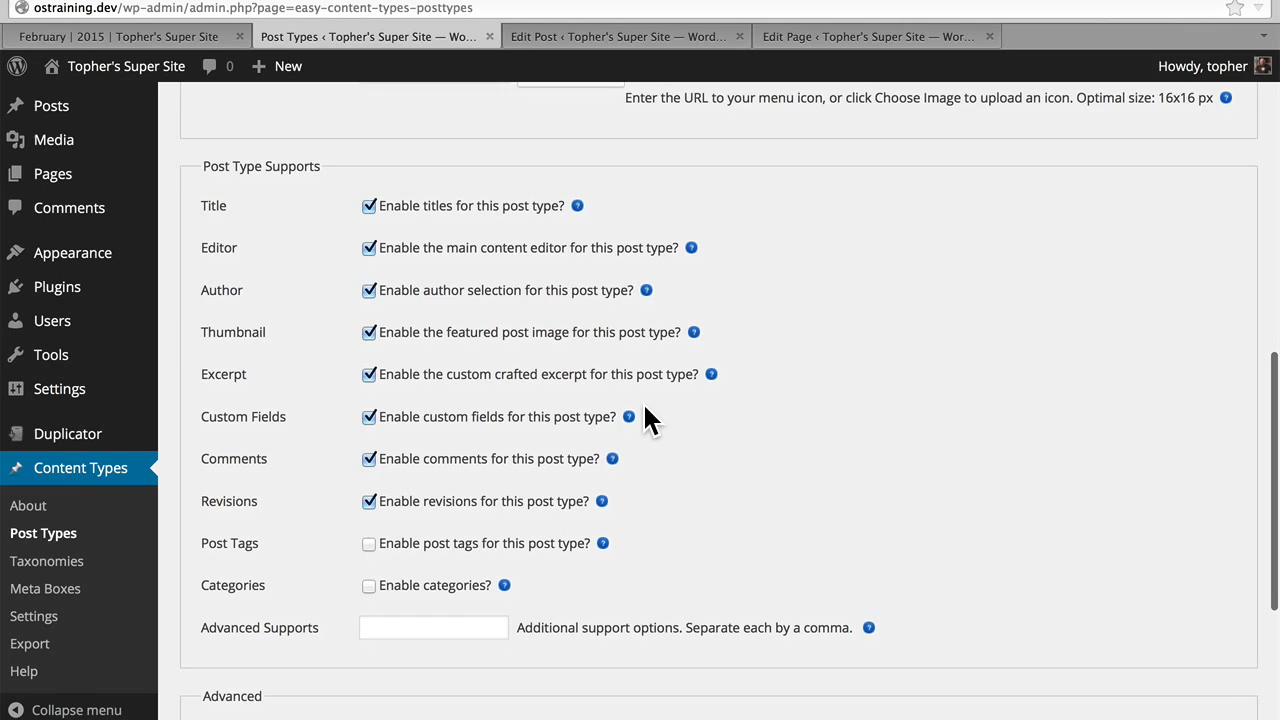 ostraining.dev/wp-admin/admin.php?page=easy-content-types-posttypes
February | 2015 | Topher's Super Site × Post Types ‹ Topher's Super Site — Wo... × Edit Post ‹ Topher's Super Site — Word... × Edit Page ‹ Topher's Super Site — Wor... ×
Topher's Super Site 0 + New Howdy, topher
Posts
Media
Pages
Comments
Appearance
Plugins
Users
Tools
Settings
Duplicator
Content Types
About
Post Types
Taxonomies
Meta Boxes
Settings
Export
Help
Collapse menu
Enter the URL to your menu icon, or click Choose Image to upload an icon. Optimal size: 16x16 px ?
Post Type Supports
Title Enable titles for this post type? ?
Editor Enable the main content editor for this post type? ?
Author Enable author selection for this post type? ?
Thumbnail Enable the featured post image for this post type? ?
Excerpt Enable the custom crafted excerpt for this post type? ?
Custom Fields Enable custom fields for this post type? ?
Comments Enable comments for this post type? ?
Revisions Enable revisions for this post type? ?
Post Tags Enable post tags for this post type? ?
Categories Enable categories? ?
Advanced Supports Additional support options. Separate each by a comma. ?
Advanced